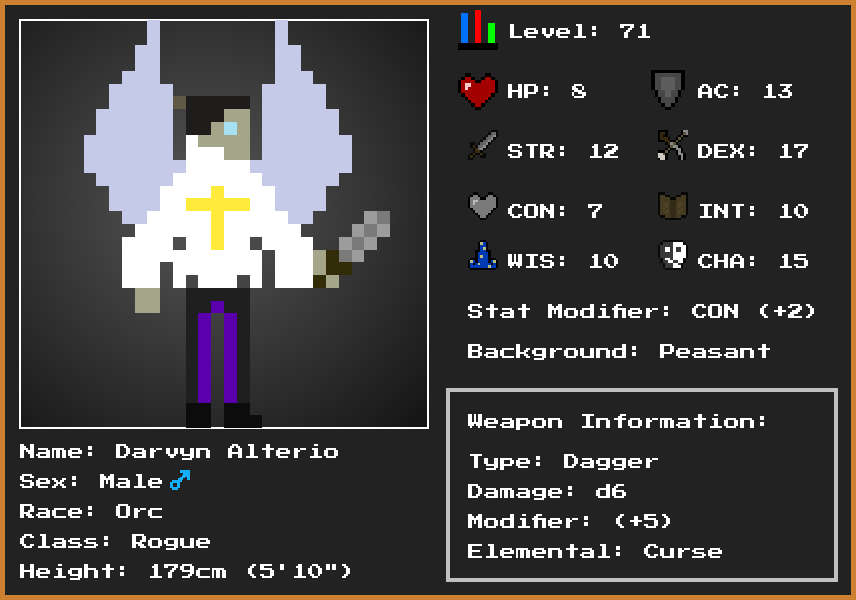 Level: 71
HP: 8
AC: 13
STR: 12
DEX: 17
CON: 7
INT: 10
WIS: 10
CHA: 15
Stat Modifier: CON (+2)
Background: Peasant
Weapon Information:
Type: Dagger
Damage: d6
Modifier: (+5)
Elemental: Curse
Name: Darvyn Alterio
Sex: Male♂
Race: Orc
Class: Rogue
Height: 179cm (5'10")